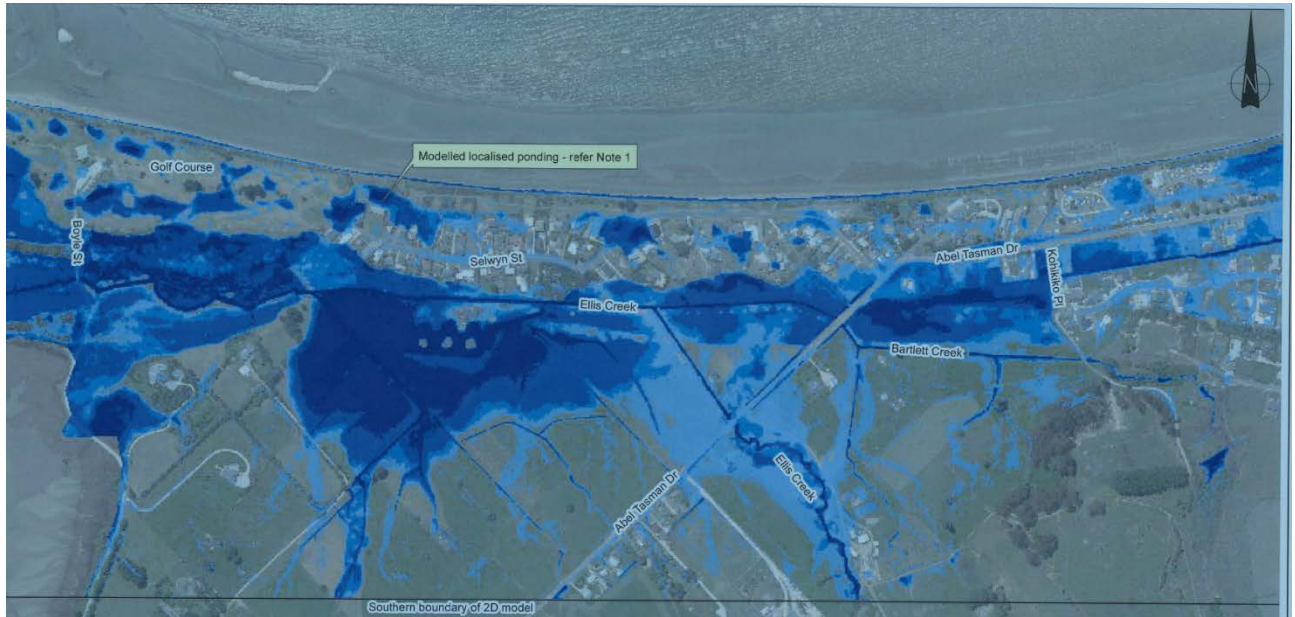 N
Modelled localised ponding - refer Note 1
Golf Course
Boyle St
Selwyn St
Abel Tasman Dr
Kohikiko Pl
Ellis Creek
Bartlett Creek
Ellis Creek
Abel Tasman Dr
Southern boundary of 2D model